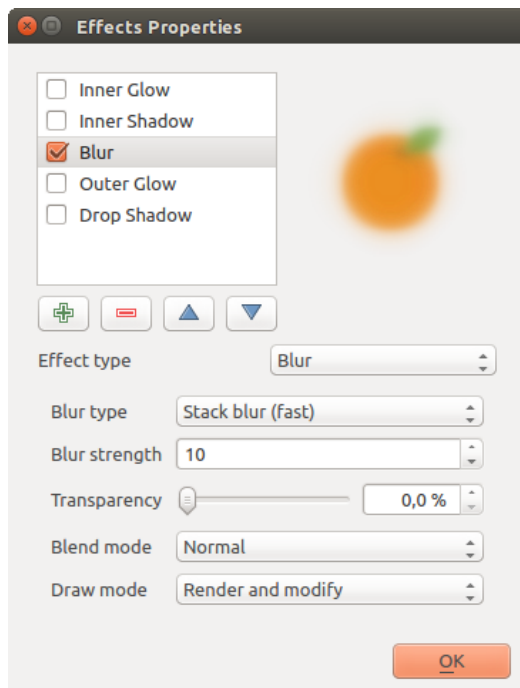 Effects Properties
Inner Glow
Inner Shadow
Blur
Outer Glow
Drop Shadow
Effect type Blur
Blur type Stack blur (fast)
Blur strength 10
Transparency 0,0 %
Blend mode Normal
Draw mode Render and modify
OK